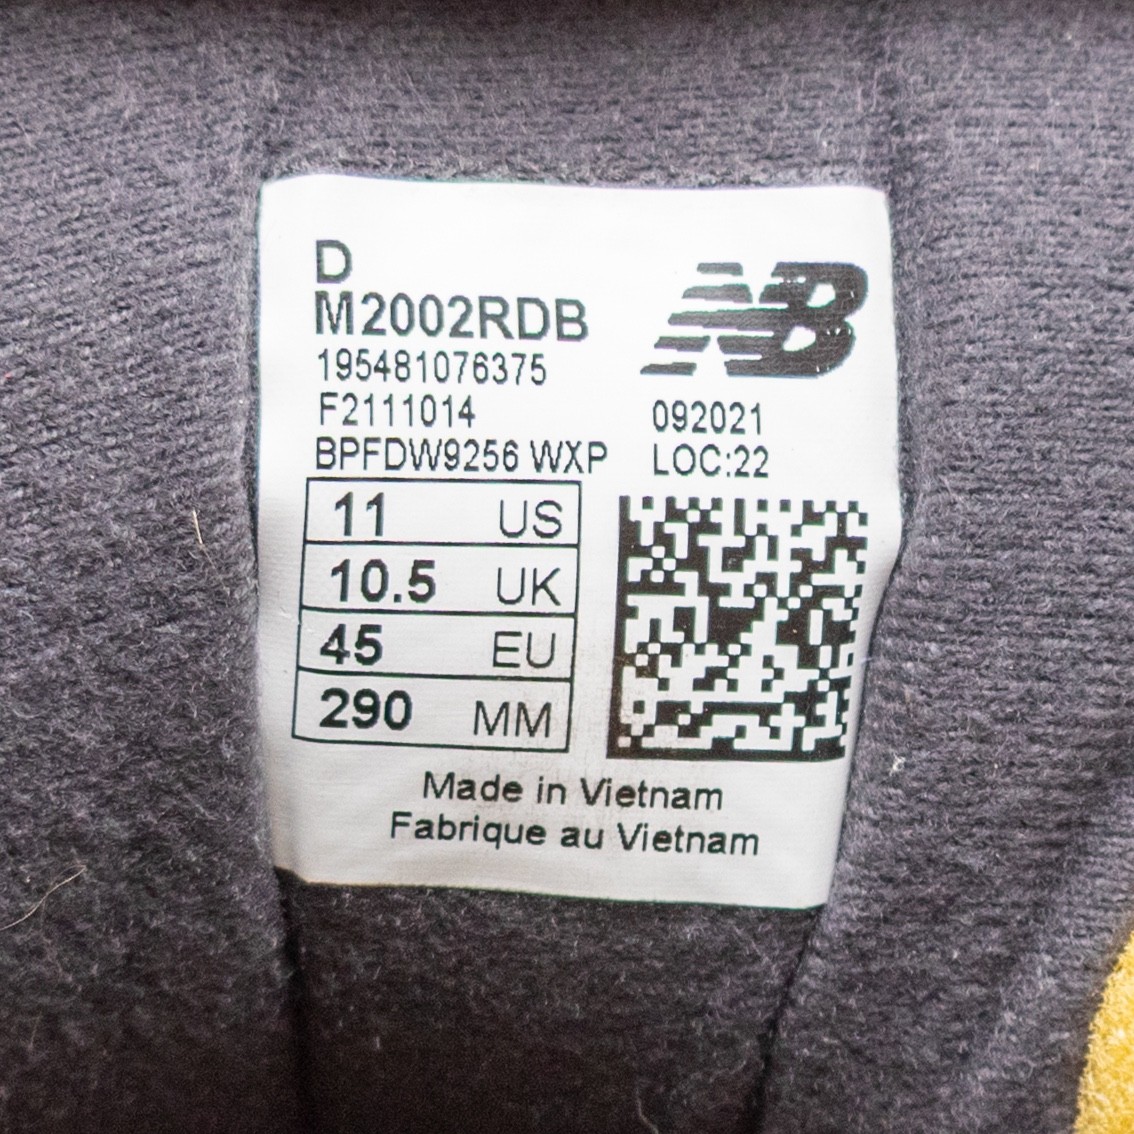 D
M2002RDB
195481076375
F2111014
BPFDW9256 WXP
NB
092021
LOC:22
11 US
10.5 UK
45 EU
290 MM
Made in Vietnam
Fabrique au Vietnam